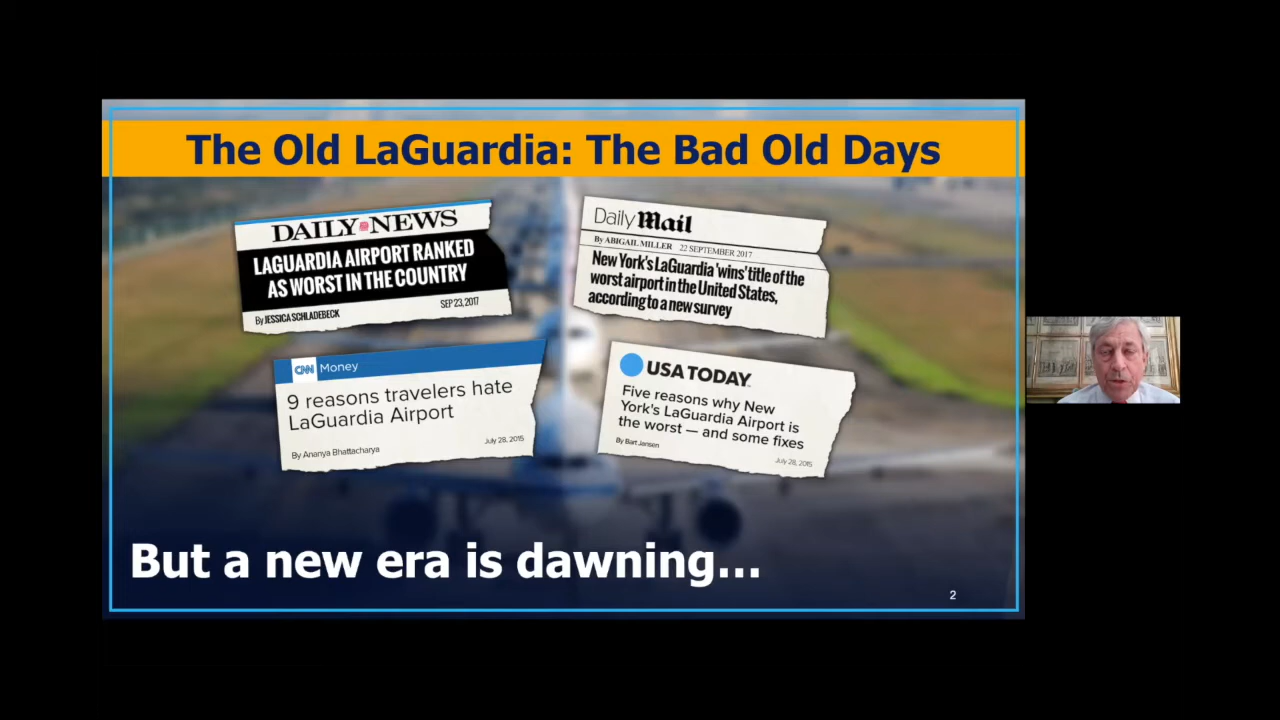 The Old LaGuardia: The Bad Old Days
DAILY NEWS
LAGUARDIA AIRPORT RANKED
AS WORST IN THE COUNTRY
SEP 23, 2017
By JESSICA SCHLADEBECK
Daily Mail
By ABIGAIL MILLER 22 SEPTEMBER 2017
New York's LaGuardia 'wins' title of the
worst airport in the United States,
according to a new survey
CNN Money
9 reasons travelers hate
LaGuardia Airport
July 28, 2015
By Ananya Bhattacharya
USA TODAY
Five reasons why New
York's LaGuardia Airport is
the worst — and some fixes
By Bart Jansen
July 28, 2015
But a new era is dawning...
2